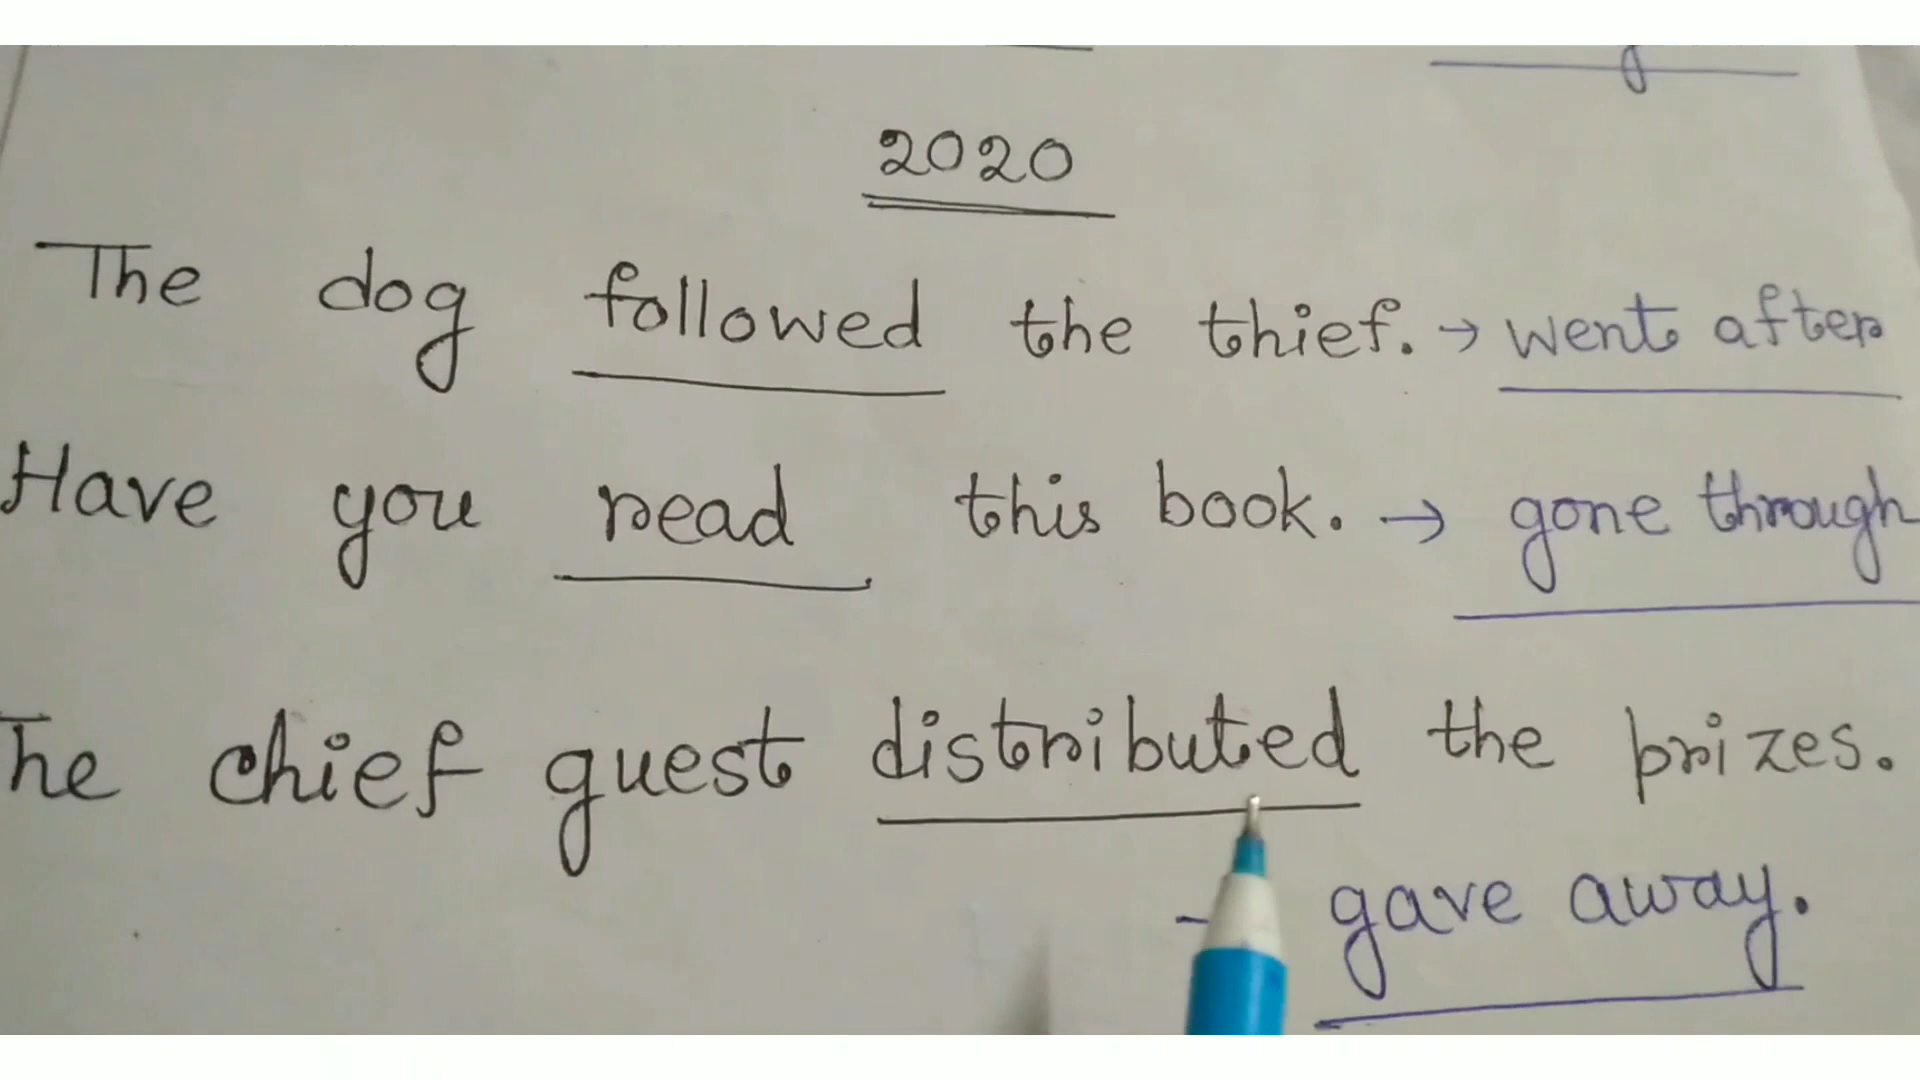 2020
The dog followed the thief. → went after
Have you read this book. → gone through
The chief guest distributed the prizes.
- gave away.